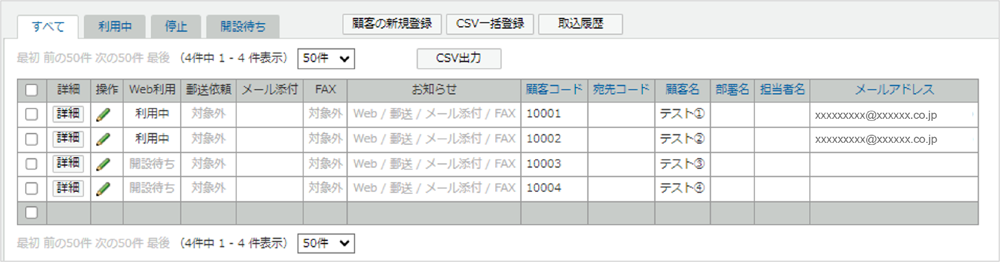 すべて 利用中 停止 開設待ち 顧客の新規登録 CSV一括登録 取込履歴
最初 前の50件 次の50件 最後 (4件中 1 - 4 件表示) 50件 CSV出力
詳細 操作 Web利用 郵送依頼 メール添付 FAX お知らせ 顧客コード 宛先コード 顧客名 部署名 担当者名 メールアドレス
詳細 利用中 対象外 対象外 Web / 郵送 / メール添付 / FAX 10001 テスト① xxxxxxxxx@xxxxxx.co.jp
詳細 利用中 対象外 対象外 Web / 郵送 / メール添付 / FAX 10002 テスト② xxxxxxxxx@xxxxxx.co.jp
詳細 開設待ち 対象外 対象外 Web / 郵送 / メール添付 / FAX 10003 テスト③
詳細 開設待ち 対象外 対象外 Web / 郵送 / メール添付 / FAX 10004 テスト④
最初 前の50件 次の50件 最後 (4件中 1 - 4 件表示) 50件